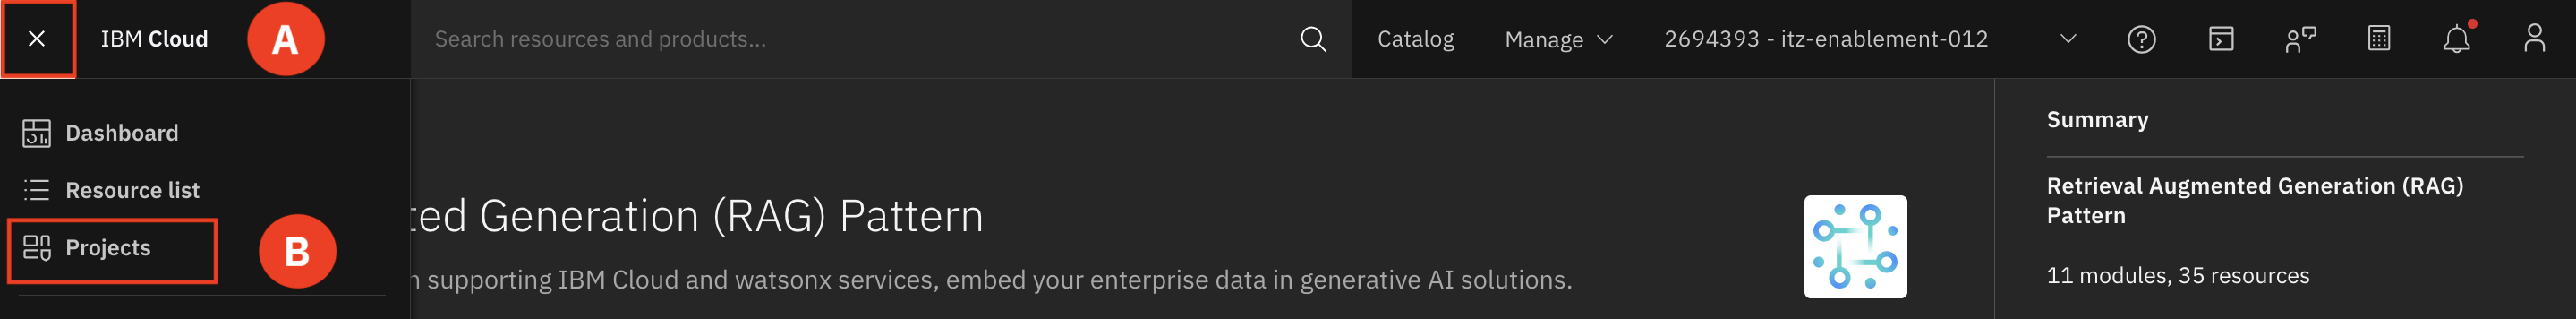 IBM Cloud
A
Search resources and products...
Catalog
Manage
2694393 - itz-enablement-012
Dashboard
Resource list
Projects
B
ted Generation (RAG) Pattern
supporting IBM Cloud and watsonx services, embed your enterprise data in generative AI solutions.
Summary
Retrieval Augmented Generation (RAG)
Pattern
11 modules, 35 resources